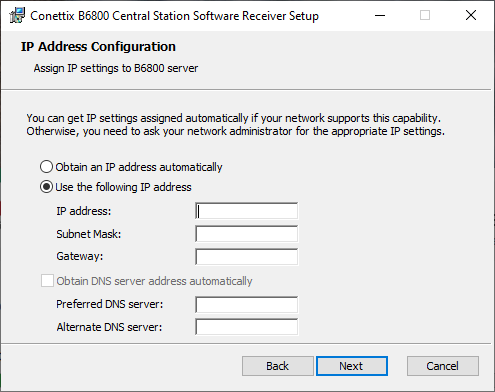 Conettix B6800 Central Station Software Receiver Setup
IP Address Configuration
Assign IP settings to B6800 server
You can get IP settings assigned automatically if your network supports this capability.
Otherwise, you need to ask your network administrator for the appropriate IP settings.
Obtain an IP address automatically
Use the following IP address
IP address:
Subnet Mask:
Gateway:
Obtain DNS server address automatically
Preferred DNS server:
Alternate DNS server:
Back Next Cancel